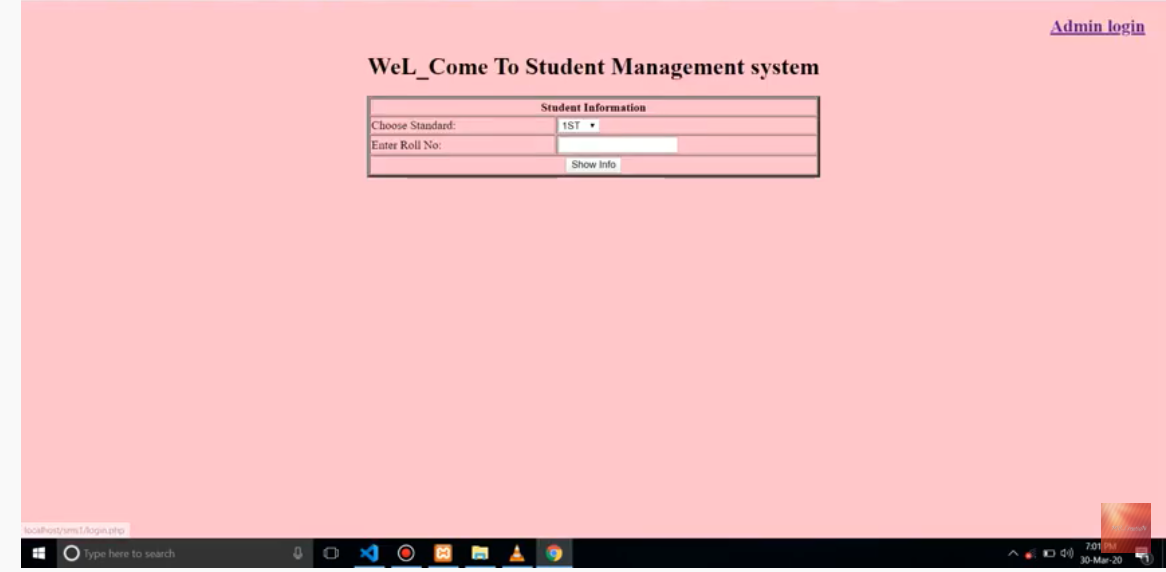 Admin login
WeL_Come To Student Management system
Student Information
Choose Standard:
1ST
Enter Roll No:
Show Info
localhost/sms1/login.php
Type here to search
7:01 PM
30-Mar-20
1